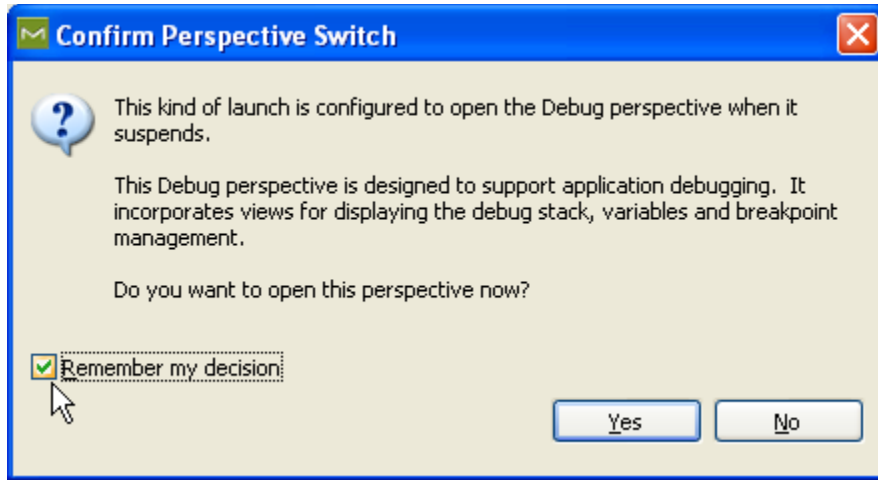 Confirm Perspective Switch
This kind of launch is configured to open the Debug perspective when it
suspends.
This Debug perspective is designed to support application debugging.  It
incorporates views for displaying the debug stack, variables and breakpoint
management.
Do you want to open this perspective now?
Remember my decision
Yes
No